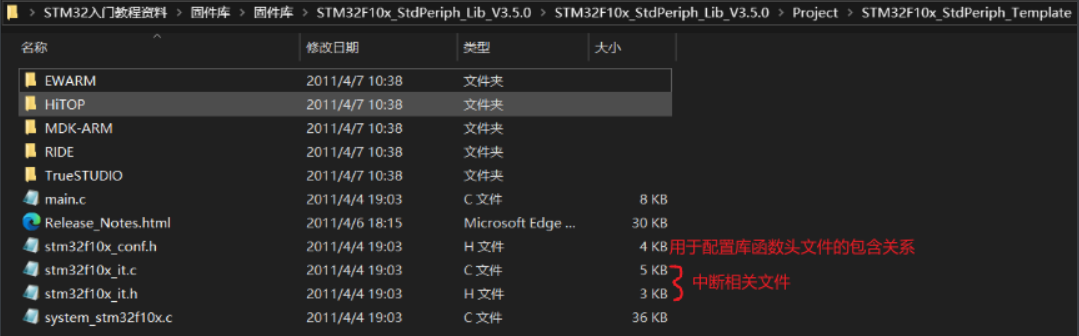 STM32入门教程资料 > 固件库 > 固件库 > STM32F10x_StdPeriph_Lib_V3.5.0 > STM32F10x_StdPeriph_Lib_V3.5.0 > Project > STM32F10x_StdPeriph_Template
名称 修改日期 类型 大小
EWARM 2011/4/7 10:38 文件夹
HiTOP 2011/4/7 10:38 文件夹
MDK-ARM 2011/4/7 10:38 文件夹
RIDE 2011/4/7 10:38 文件夹
TrueSTUDIO 2011/4/7 10:38 文件夹
main.c 2011/4/4 19:03 C 文件 8 KB
Release_Notes.html 2011/4/6 18:15 Microsoft Edge ... 30 KB
stm32f10x_conf.h 2011/4/4 19:03 H 文件 4 KB 用于配置库函数头文件的包含关系
stm32f10x_it.c 2011/4/4 19:03 C 文件 5 KB
中断相关文件
stm32f10x_it.h 2011/4/4 19:03 H 文件 3 KB
system_stm32f10x.c 2011/4/4 19:03 C 文件 36 KB